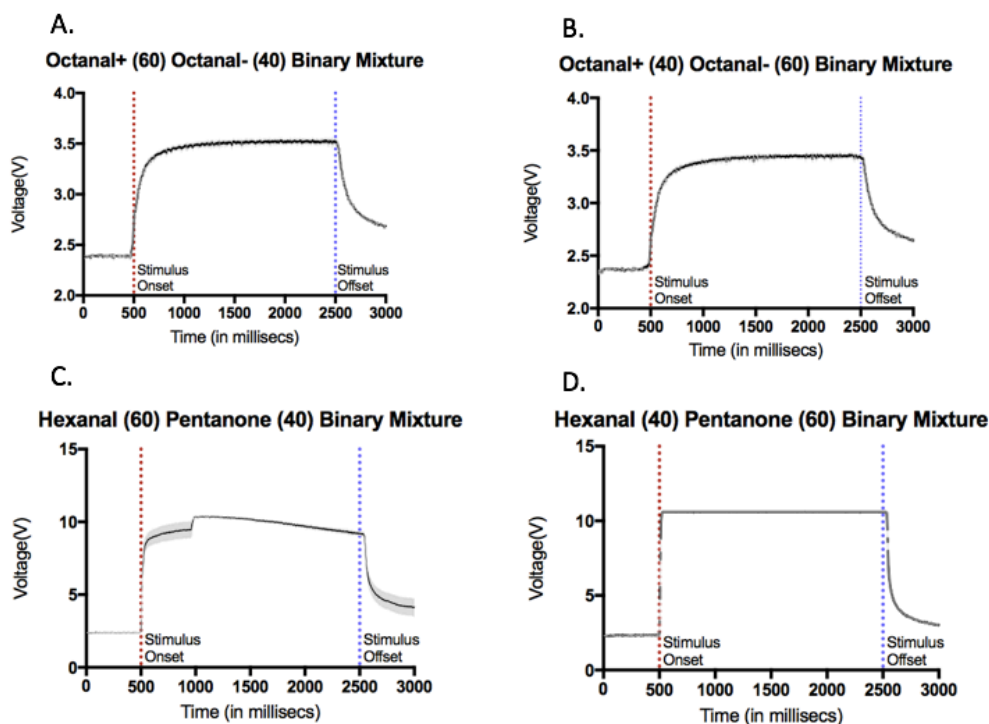 A.
Octanal+ (60) Octanal- (40) Binary Mixture
4.0
3.5
3.0
2.5
2.0
Voltage(V)
Stimulus
Onset
Stimulus
Offset
0 500 1000 1500 2000 2500 3000
Time (in millisecs)
B.
Octanal+ (40) Octanal- (60) Binary Mixture
4.0
3.5
3.0
2.5
2.0
Voltage(V)
Stimulus
Onset
Stimulus
Offset
0 500 1000 1500 2000 2500 3000
Time (in millisecs)
C.
Hexanal (60) Pentanone (40) Binary Mixture
15
10
5
0
Voltage(V)
Stimulus
Onset
Stimulus
Offset
0 500 1000 1500 2000 2500 3000
Time (in millisecs)
D.
Hexanal (40) Pentanone (60) Binary Mixture
15
10
5
0
Voltage(V)
Stimulus
Onset
Stimulus
Offset
0 500 1000 1500 2000 2500 3000
Time (in millisecs)